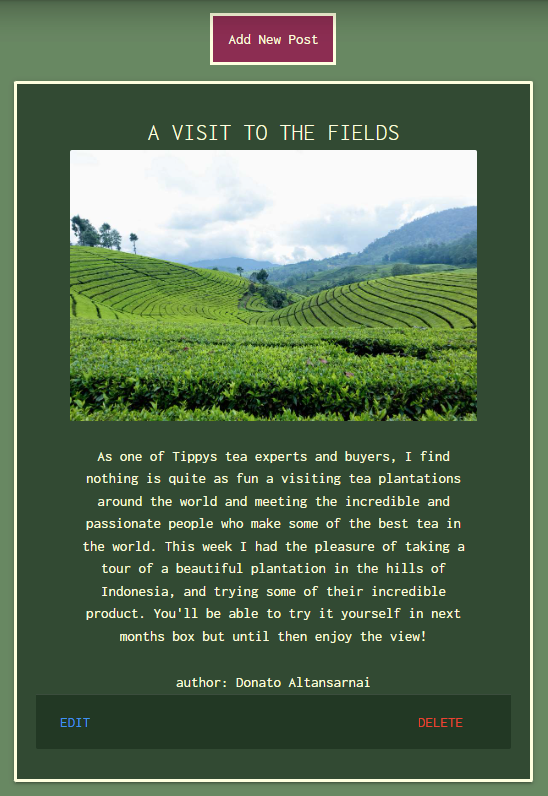 Add New Post
A VISIT TO THE FIELDS
As one of Tippys tea experts and buyers, I find
nothing is quite as fun a visiting tea plantations
around the world and meeting the incredible and
passionate people who make some of the best tea in
the world. This week I had the pleasure of taking a
tour of a beautiful plantation in the hills of
Indonesia, and trying some of their incredible
product. You'll be able to try it yourself in next
months box but until then enjoy the view!
author: Donato Altansarnai
EDIT
DELETE